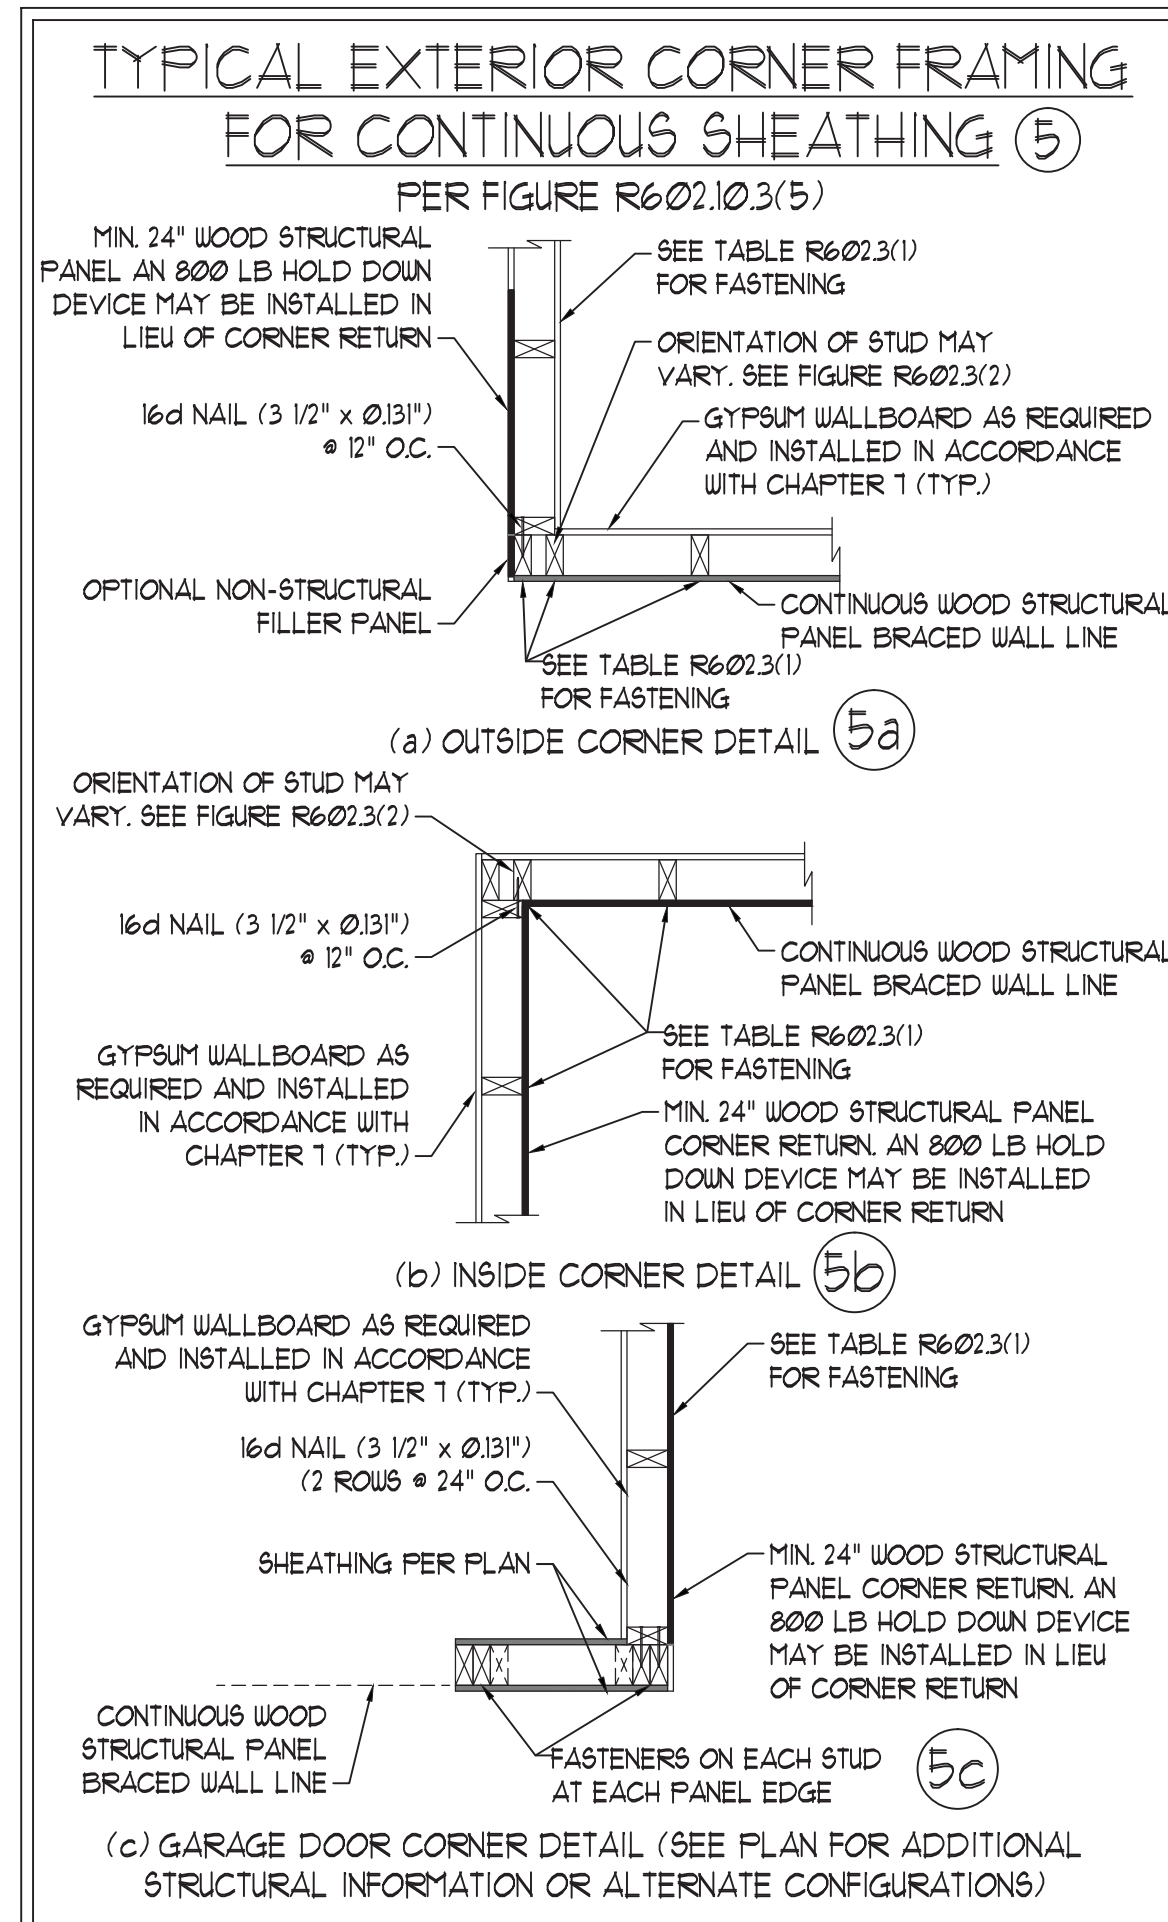 TYPICAL EXTERIOR CORNER FRAMING
FOR CONTINUOUS SHEATHING 5
PER FIGURE R602.10.3(5)
MIN. 24" WOOD STRUCTURAL
PANEL AN 800 LB HOLD DOWN
DEVICE MAY BE INSTALLED IN
LIEU OF CORNER RETURN
SEE TABLE R602.3(1)
FOR FASTENING
ORIENTATION OF STUD MAY
VARY. SEE FIGURE R602.3(2)
16d NAIL (3 1/2" x 0.131")
@ 12" O.C.
GYPSUM WALLBOARD AS REQUIRED
AND INSTALLED IN ACCORDANCE
WITH CHAPTER 7 (TYP.)
OPTIONAL NON-STRUCTURAL
FILLER PANEL
CONTINUOUS WOOD STRUCTURAL
PANEL BRACED WALL LINE
SEE TABLE R602.3(1)
FOR FASTENING
(a) OUTSIDE CORNER DETAIL 5a
ORIENTATION OF STUD MAY
VARY. SEE FIGURE R602.3(2)
16d NAIL (3 1/2" x 0.131")
@ 12" O.C.
CONTINUOUS WOOD STRUCTURAL
PANEL BRACED WALL LINE
SEE TABLE R602.3(1)
FOR FASTENING
GYPSUM WALLBOARD AS
REQUIRED AND INSTALLED
IN ACCORDANCE WITH
CHAPTER 7 (TYP.)
MIN. 24" WOOD STRUCTURAL PANEL
CORNER RETURN. AN 800 LB HOLD
DOWN DEVICE MAY BE INSTALLED
IN LIEU OF CORNER RETURN
(b) INSIDE CORNER DETAIL 5b
GYPSUM WALLBOARD AS REQUIRED
AND INSTALLED IN ACCORDANCE
WITH CHAPTER 7 (TYP.)
SEE TABLE R602.3(1)
FOR FASTENING
16d NAIL (3 1/2" x 0.131")
(2 ROWS @ 24" O.C.
SHEATHING PER PLAN
MIN. 24" WOOD STRUCTURAL
PANEL CORNER RETURN. AN
800 LB HOLD DOWN DEVICE
MAY BE INSTALLED IN LIEU
OF CORNER RETURN
CONTINUOUS WOOD
STRUCTURAL PANEL
BRACED WALL LINE
FASTENERS ON EACH STUD
AT EACH PANEL EDGE
5c
(c) GARAGE DOOR CORNER DETAIL (SEE PLAN FOR ADDITIONAL
STRUCTURAL INFORMATION OR ALTERNATE CONFIGURATIONS)